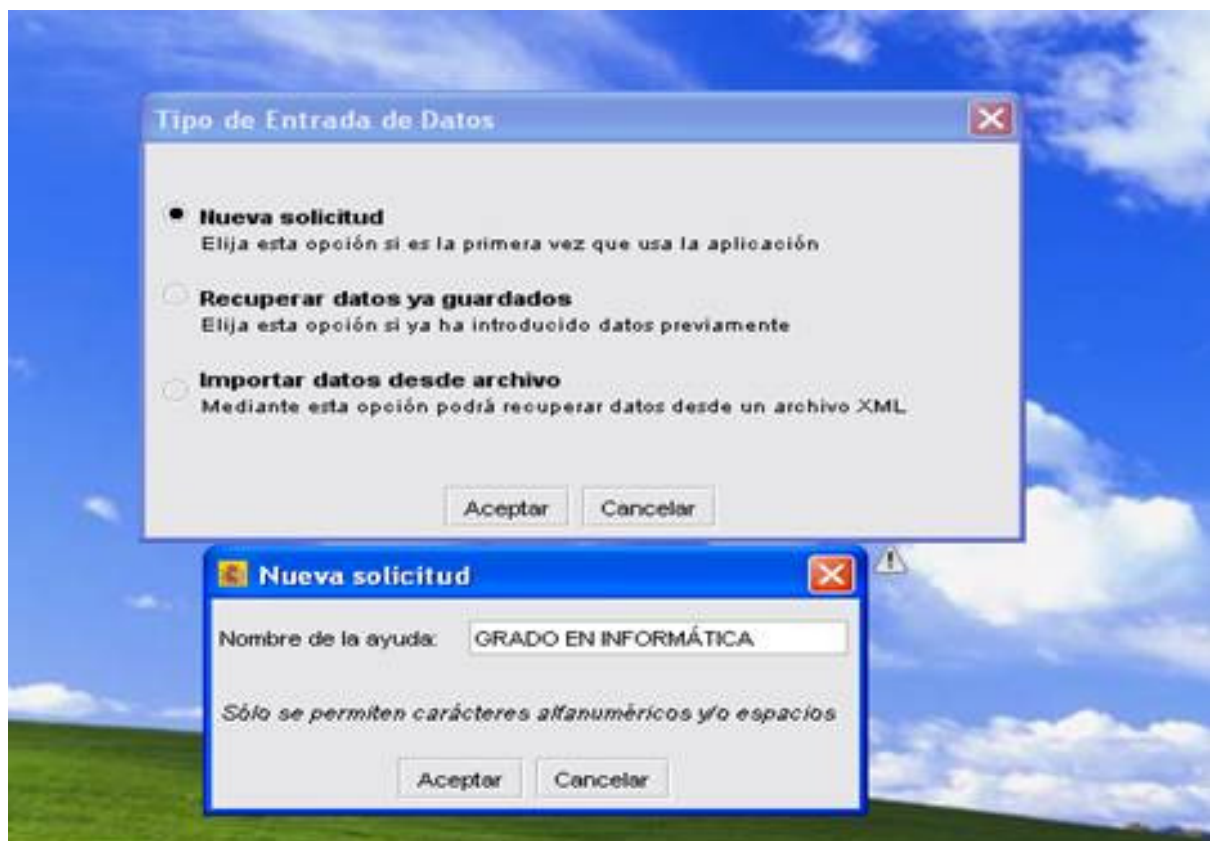 Tipo de Entrada de Datos
Nueva solicitud
Elija esta opción si es la primera vez que usa la aplicación
Recuperar datos ya guardados
Elija esta opción si ya ha introducido datos previamente
Importar datos desde archivo
Mediante esta opción podrá recuperar datos desde un archivo XML
Aceptar Cancelar
Nueva solicitud
Nombre de la ayuda: GRADO EN INFORMÁTICA
Sólo se permiten carácteres alfanuméricos y/o espacios
Aceptar Cancelar